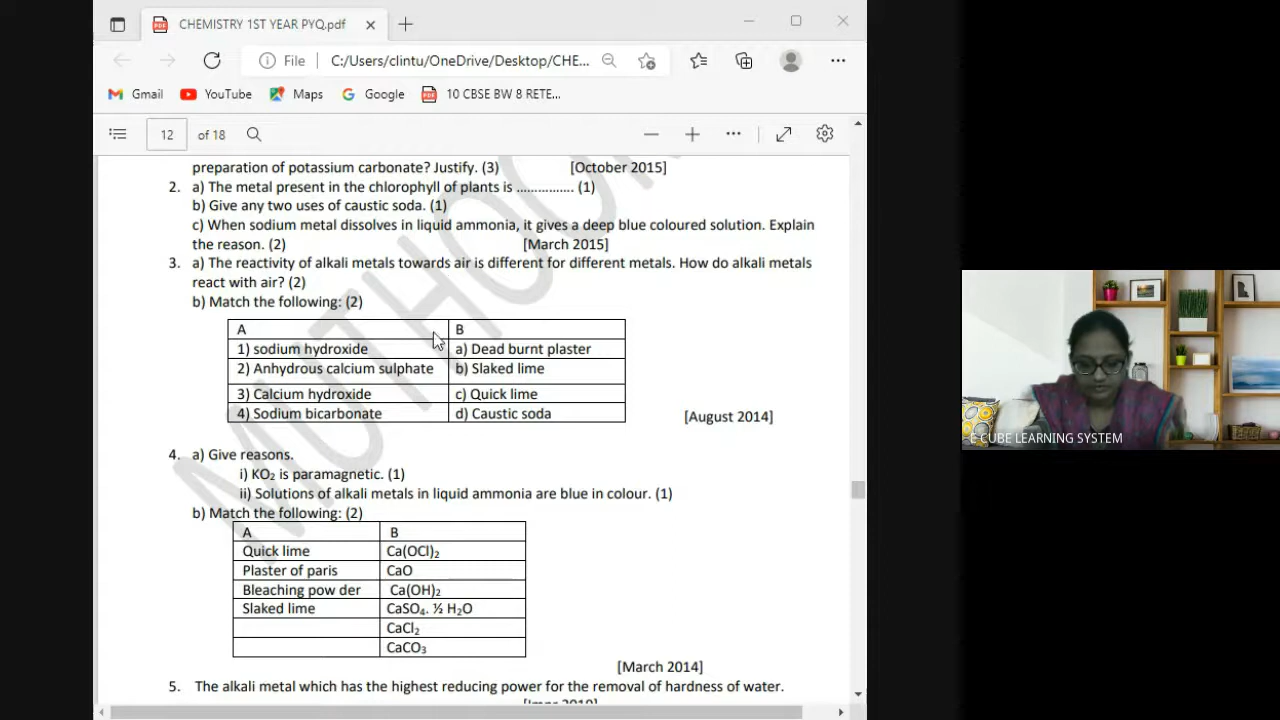 CHEMISTRY 1ST YEAR PYQ.pdf
File C:/Users/clintu/OneDrive/Desktop/CHE...
Gmail YouTube Maps Google 10 CBSE BW 8 RETE...
12 of 18
preparation of potassium carbonate? Justify. (3) [October 2015]
2. a) The metal present in the chlorophyll of plants is ............... (1)
b) Give any two uses of caustic soda. (1)
c) When sodium metal dissolves in liquid ammonia, it gives a deep blue coloured solution. Explain
the reason. (2) [March 2015]
3. a) The reactivity of alkali metals towards air is different for different metals. How do alkali metals
react with air? (2)
b) Match the following: (2)
A B
1) sodium hydroxide a) Dead burnt plaster
2) Anhydrous calcium sulphate b) Slaked lime
3) Calcium hydroxide c) Quick lime
4) Sodium bicarbonate d) Caustic soda
[August 2014]
4. a) Give reasons.
i) KO₂ is paramagnetic. (1)
ii) Solutions of alkali metals in liquid ammonia are blue in colour. (1)
b) Match the following: (2)
A B
Quick lime Ca(OCl)₂
Plaster of paris CaO
Bleaching pow der Ca(OH)₂
Slaked lime CaSO₄. ½ H₂O
CaCl₂
CaCO₃
[March 2014]
5. The alkali metal which has the highest reducing power for the removal of hardness of water.
CUBE LEARNING SYSTEM